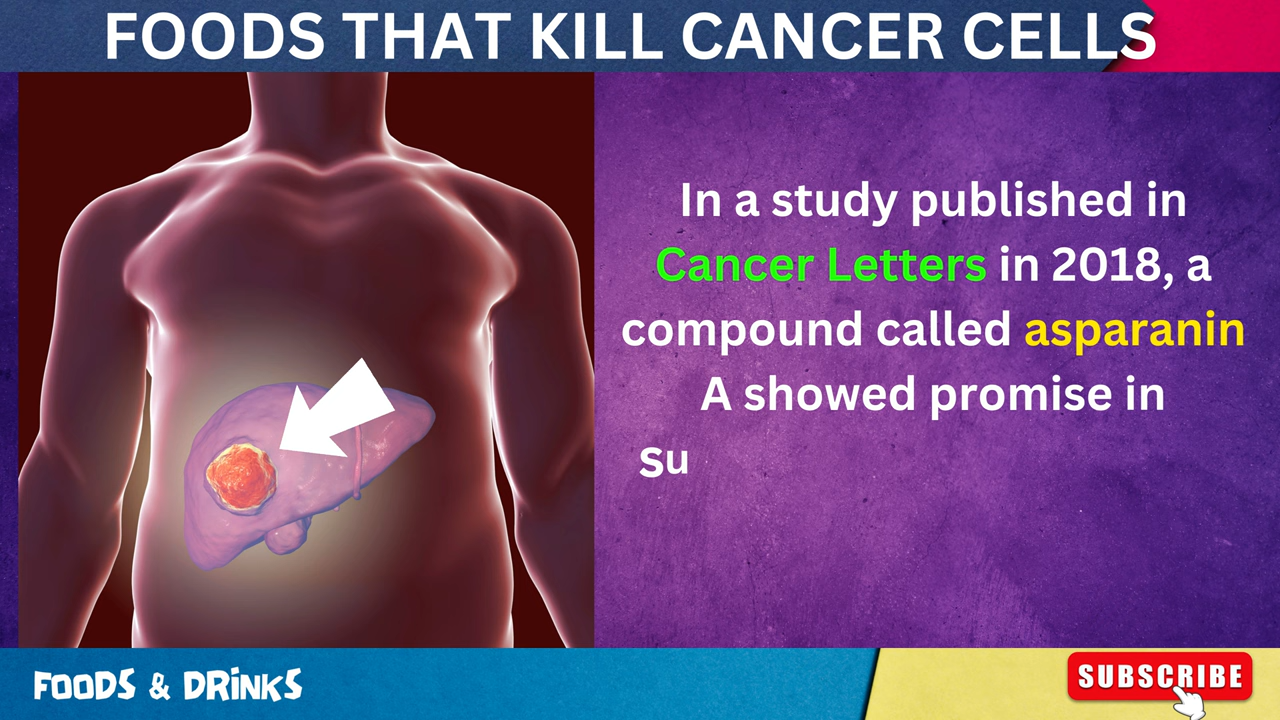 FOODS THAT KILL CANCER CELLS
In a study published in
Cancer Letters in 2018, a
compound called asparanin
A showed promise in
su
FOODS & DRiNKS
SUBSCRIBE